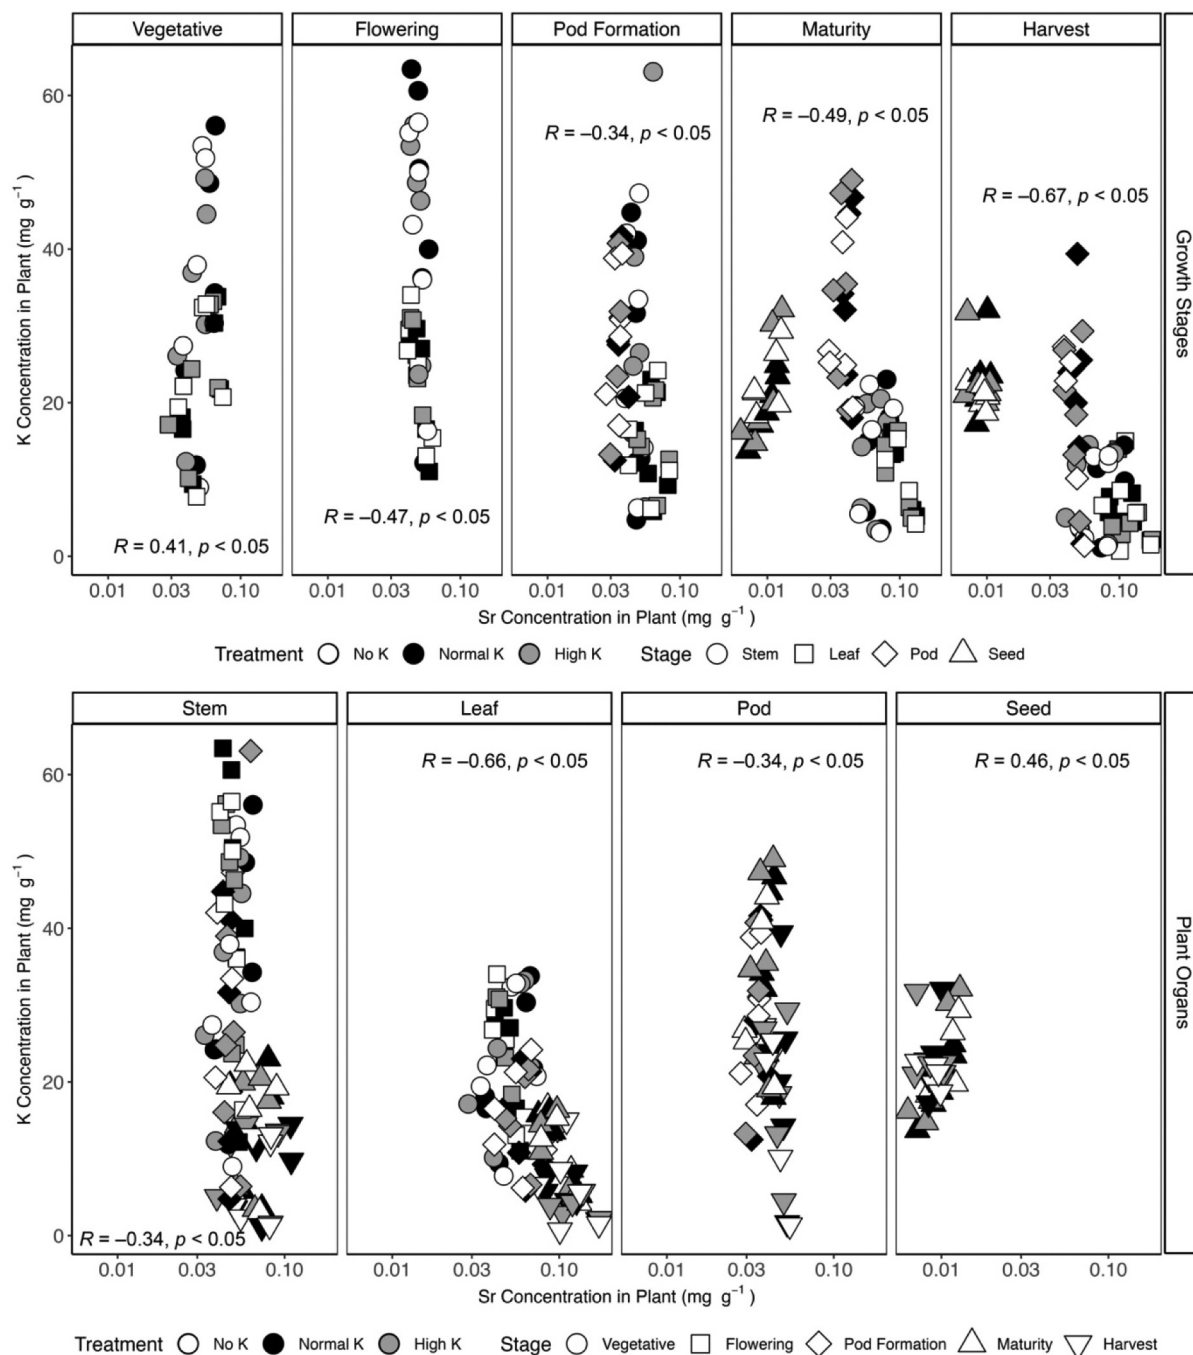 Vegetative
Flowering
Pod Formation
Maturity
Harvest
Growth Stages
K Concentration in Plant (mg g⁻¹)
60
40
20
0
R = 0.41, p < 0.05
R = –0.47, p < 0.05
R = –0.34, p < 0.05
R = –0.49, p < 0.05
R = –0.67, p < 0.05
0.01 0.03 0.10 0.01 0.03 0.10 0.01 0.03 0.10 0.01 0.03 0.10 0.01 0.03 0.10
Sr Concentration in Plant (mg g⁻¹)
Treatment No K Normal K High K Stage Stem Leaf Pod Seed
Stem
Leaf
Pod
Seed
Plant Organs
K Concentration in Plant (mg g⁻¹)
60
40
20
0
R = –0.34, p < 0.05
R = –0.66, p < 0.05
R = –0.34, p < 0.05
R = 0.46, p < 0.05
0.01 0.03 0.10 0.01 0.03 0.10 0.01 0.03 0.10 0.01 0.03 0.10
Sr Concentration in Plant (mg g⁻¹)
Treatment No K Normal K High K Stage Vegetative Flowering Pod Formation Maturity Harvest